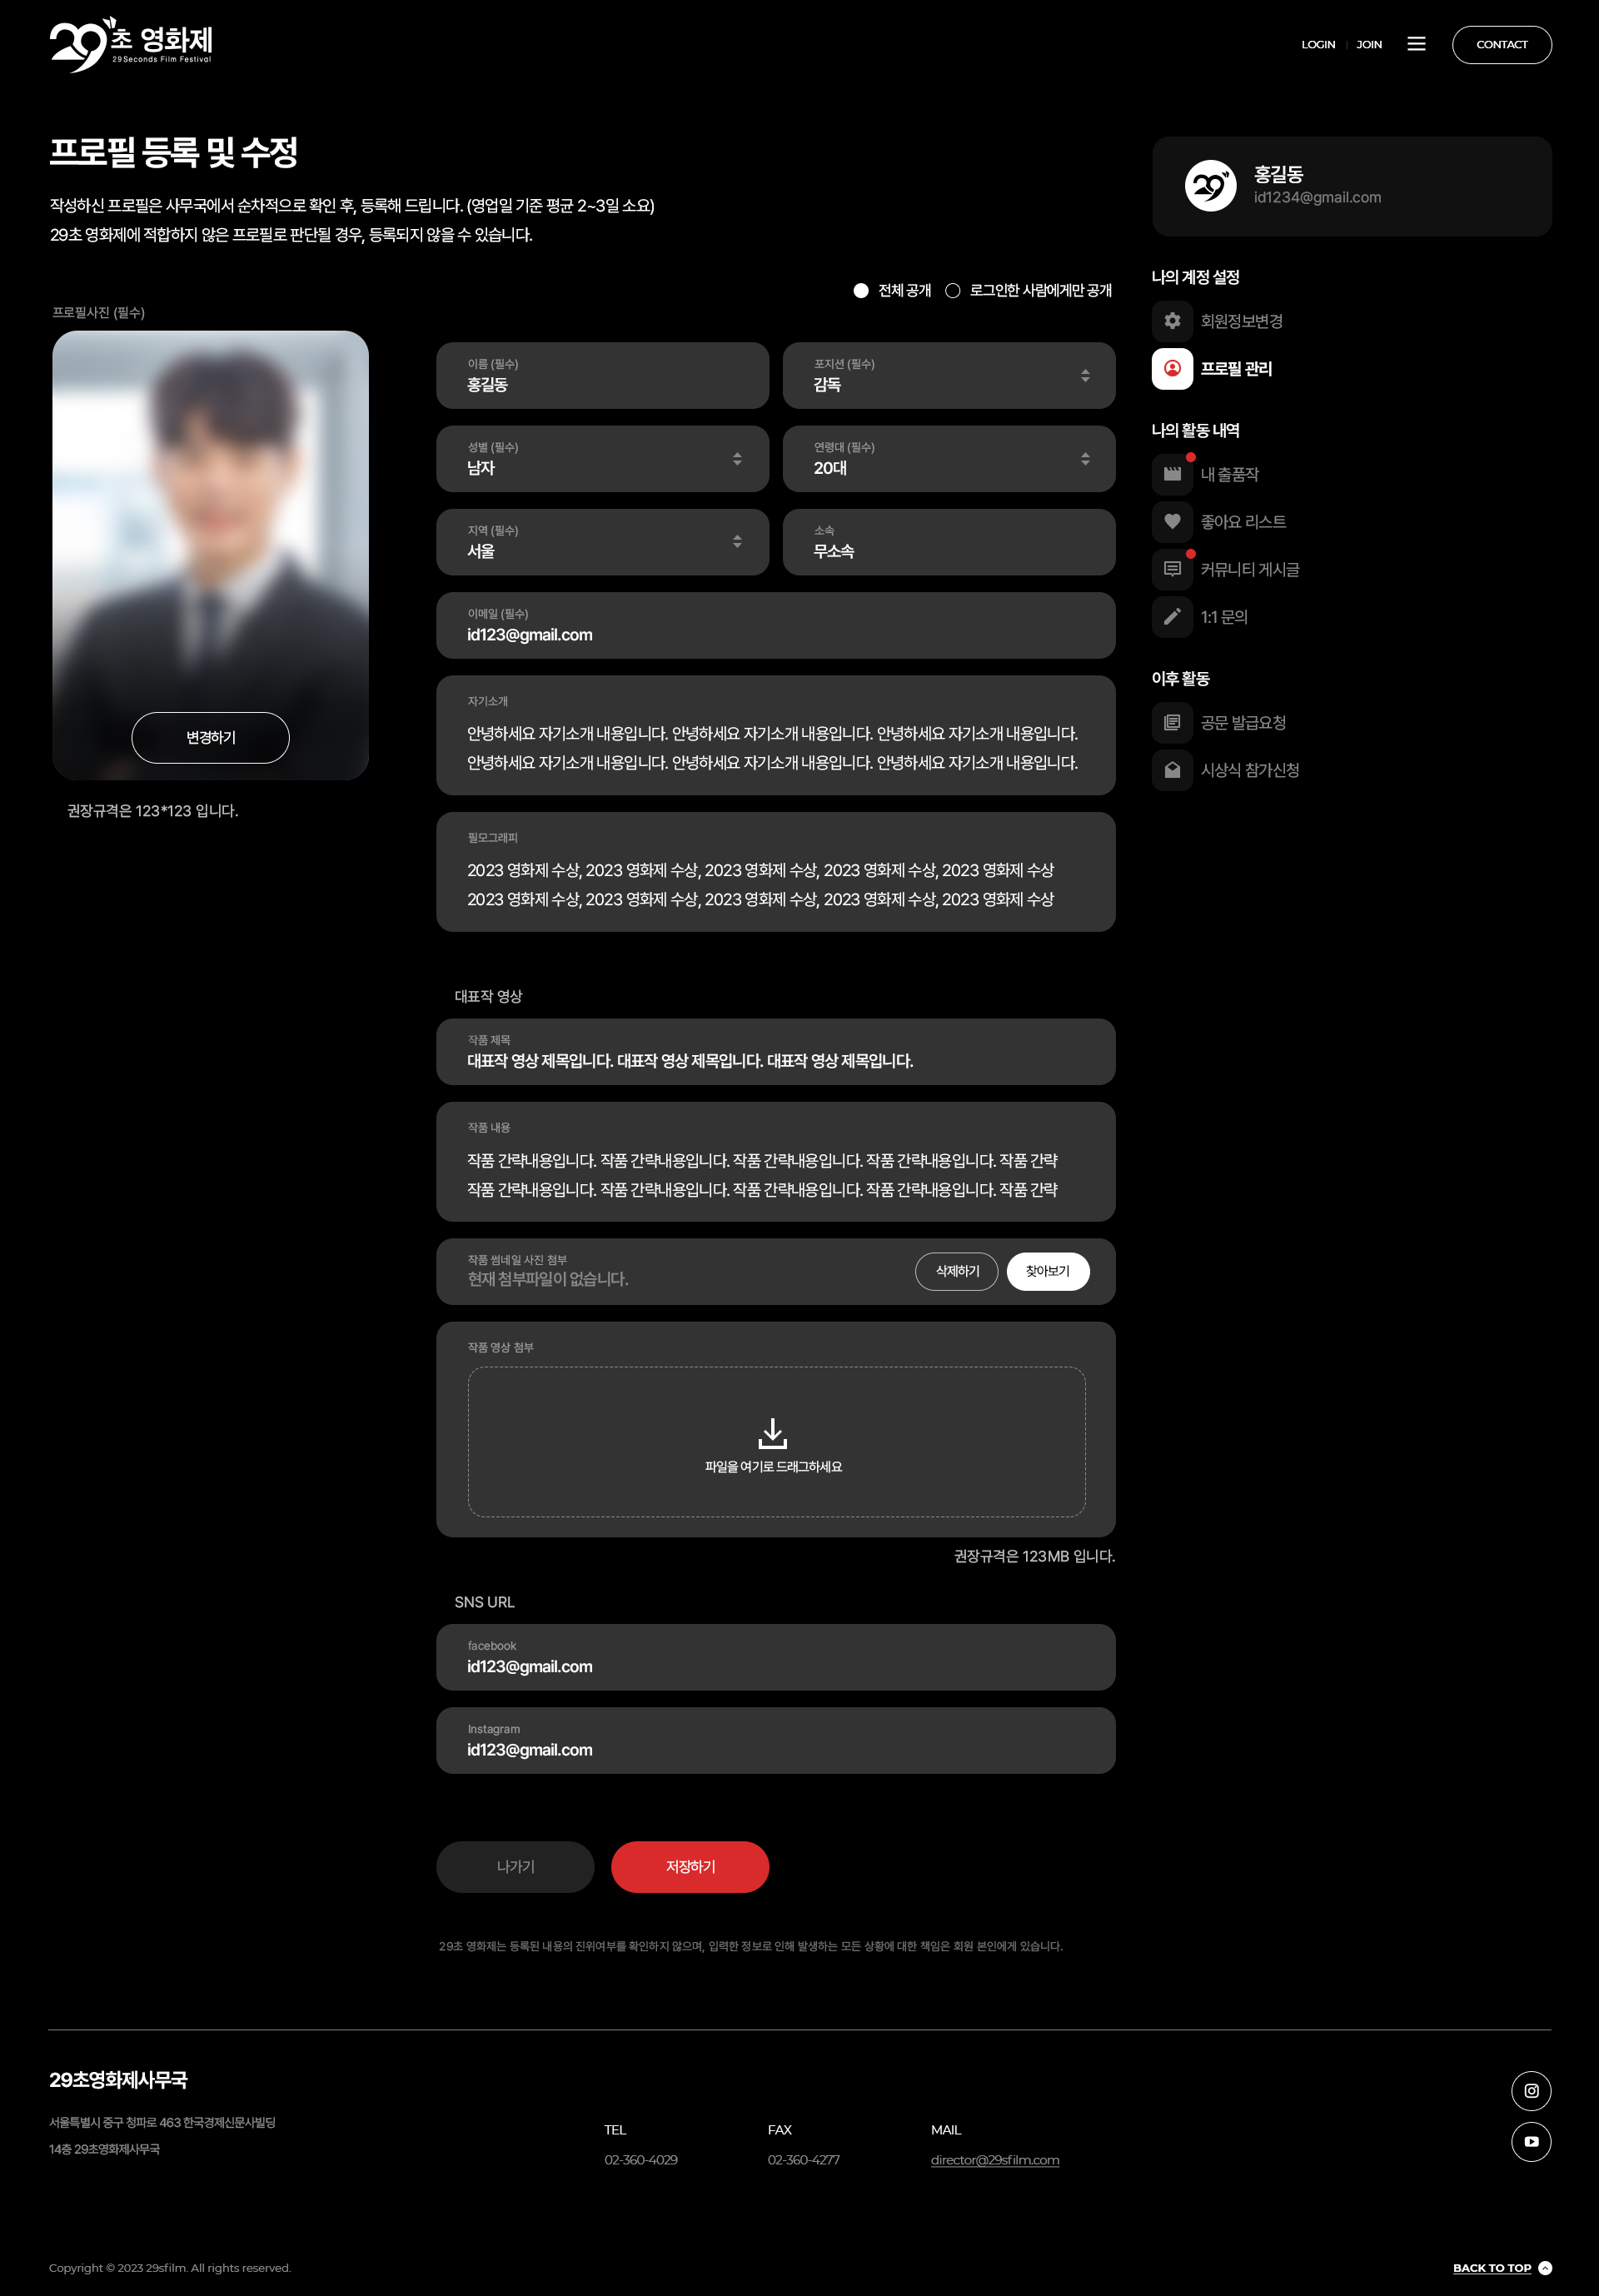 29초 영화제
29Seconds Film Festival
LOGIN
JOIN
CONTACT
프로필 등록 및 수정
작성하신 프로필은 사무국에서 순차적으로 확인 후, 등록해 드립니다. (영업일 기준 평균 2~3일 소요)
29초 영화제에 적합하지 않은 프로필로 판단될 경우, 등록되지 않을 수 있습니다.
전체 공개
로그인한 사람에게만 공개
프로필사진 (필수)
변경하기
권장규격은 123*123 입니다.
이름 (필수)
홍길동
포지션 (필수)
감독
성별 (필수)
남자
연령대 (필수)
20대
지역 (필수)
서울
소속
무소속
이메일 (필수)
id123@gmail.com
자기소개
안녕하세요 자기소개 내용입니다. 안녕하세요 자기소개 내용입니다. 안녕하세요 자기소개 내용입니다.
안녕하세요 자기소개 내용입니다. 안녕하세요 자기소개 내용입니다. 안녕하세요 자기소개 내용입니다.
필모그래피
2023 영화제 수상, 2023 영화제 수상, 2023 영화제 수상, 2023 영화제 수상, 2023 영화제 수상
2023 영화제 수상, 2023 영화제 수상, 2023 영화제 수상, 2023 영화제 수상, 2023 영화제 수상
대표작 영상
작품 제목
대표작 영상 제목입니다. 대표작 영상 제목입니다. 대표작 영상 제목입니다.
작품 내용
작품 간략내용입니다. 작품 간략내용입니다. 작품 간략내용입니다. 작품 간략내용입니다. 작품 간략
작품 간략내용입니다. 작품 간략내용입니다. 작품 간략내용입니다. 작품 간략내용입니다. 작품 간략
작품 썸네일 사진 첨부
현재 첨부파일이 없습니다.
삭제하기
찾아보기
작품 영상 첨부
파일을 여기로 드래그하세요
권장규격은 123MB 입니다.
SNS URL
facebook
id123@gmail.com
Instagram
id123@gmail.com
나가기
저장하기
29초 영화제는 등록된 내용의 진위여부를 확인하지 않으며, 입력한 정보로 인해 발생하는 모든 상황에 대한 책임은 회원 본인에게 있습니다.
29
홍길동
id1234@gmail.com
나의 계정 설정
회원정보변경
프로필 관리
나의 활동 내역
내 출품작
좋아요 리스트
커뮤니티 게시글
1:1 문의
이후 활동
공문 발급요청
시상식 참가신청
29초영화제사무국
서울특별시 중구 청파로 463 한국경제신문사빌딩
14층 29초영화제사무국
TEL
02-360-4029
FAX
02-360-4277
MAIL
director@29sfilm.com
Copyright © 2023 29sfilm. All rights reserved.
BACK TO TOP